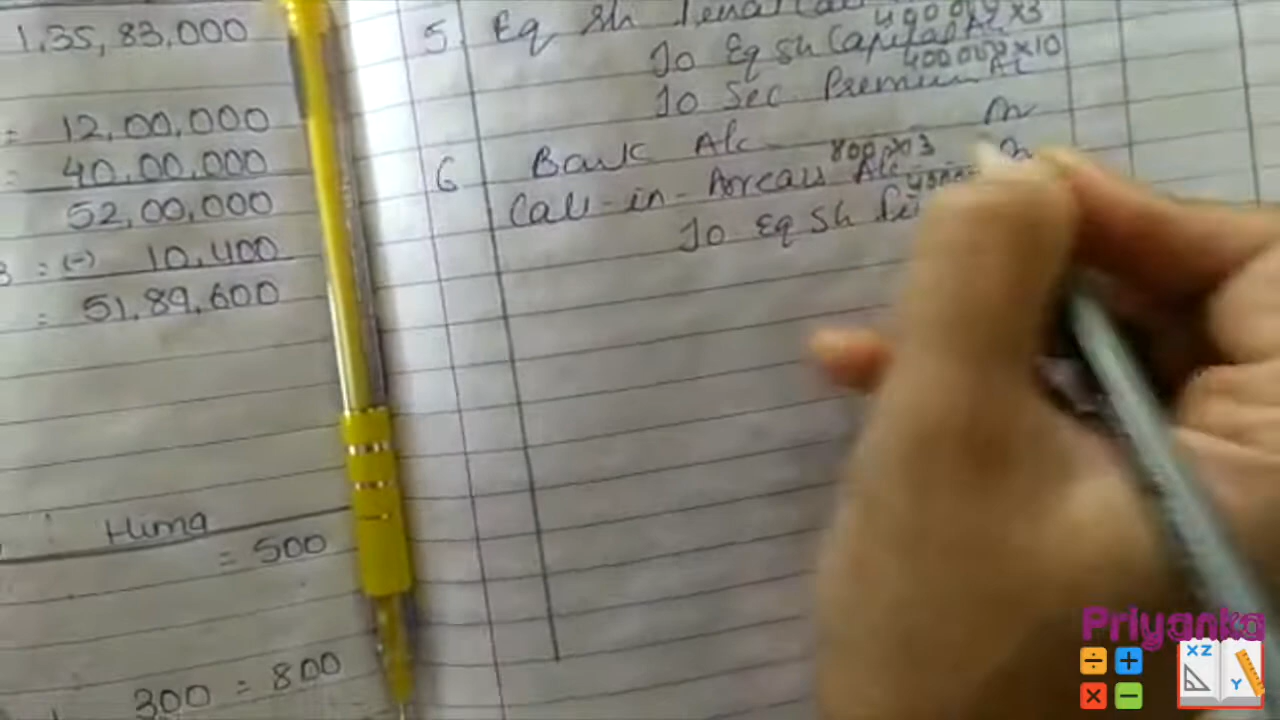 1,35,83,000
= 12,00,000
= 40,00,000
52,00,000
3 = (-) 10,400
= 51,89,600
Hima
= 500
300 = 800
5 Eq Sh
400000×3
To Eq Sh Capital A/c
400000×10
To Sec Premium A/c
6 Bank A/c
800×3
Call-in-Arrears A/c
To Eq Sh
Priyanka
÷ +
× −
XZ
Y